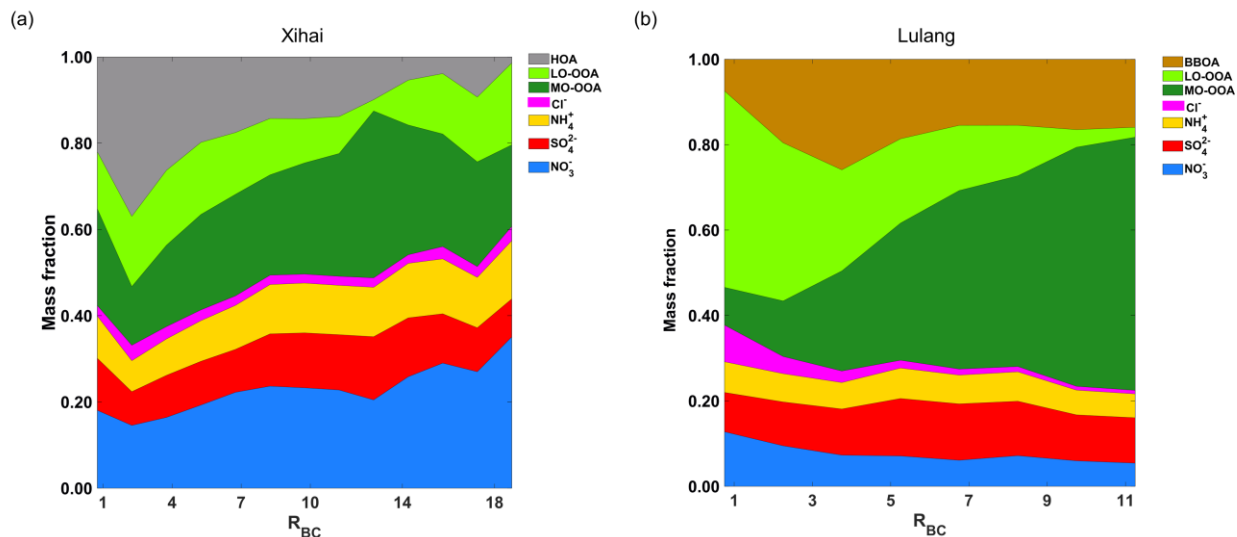 (a)
Xihai
1.00
0.80
0.60
0.40
0.20
0.00
Mass fraction
1 4 7 10 14 18
R_BC
HOA
LO-OOA
MO-OOA
Cl⁻
NH₄⁺
SO₄²⁻
NO₃⁻
(b)
Lulang
1.00
0.80
0.60
0.40
0.20
0.00
Mass fraction
1 3 5 7 9 11
R_BC
BBOA
LO-OOA
MO-OOA
Cl⁻
NH₄⁺
SO₄²⁻
NO₃⁻